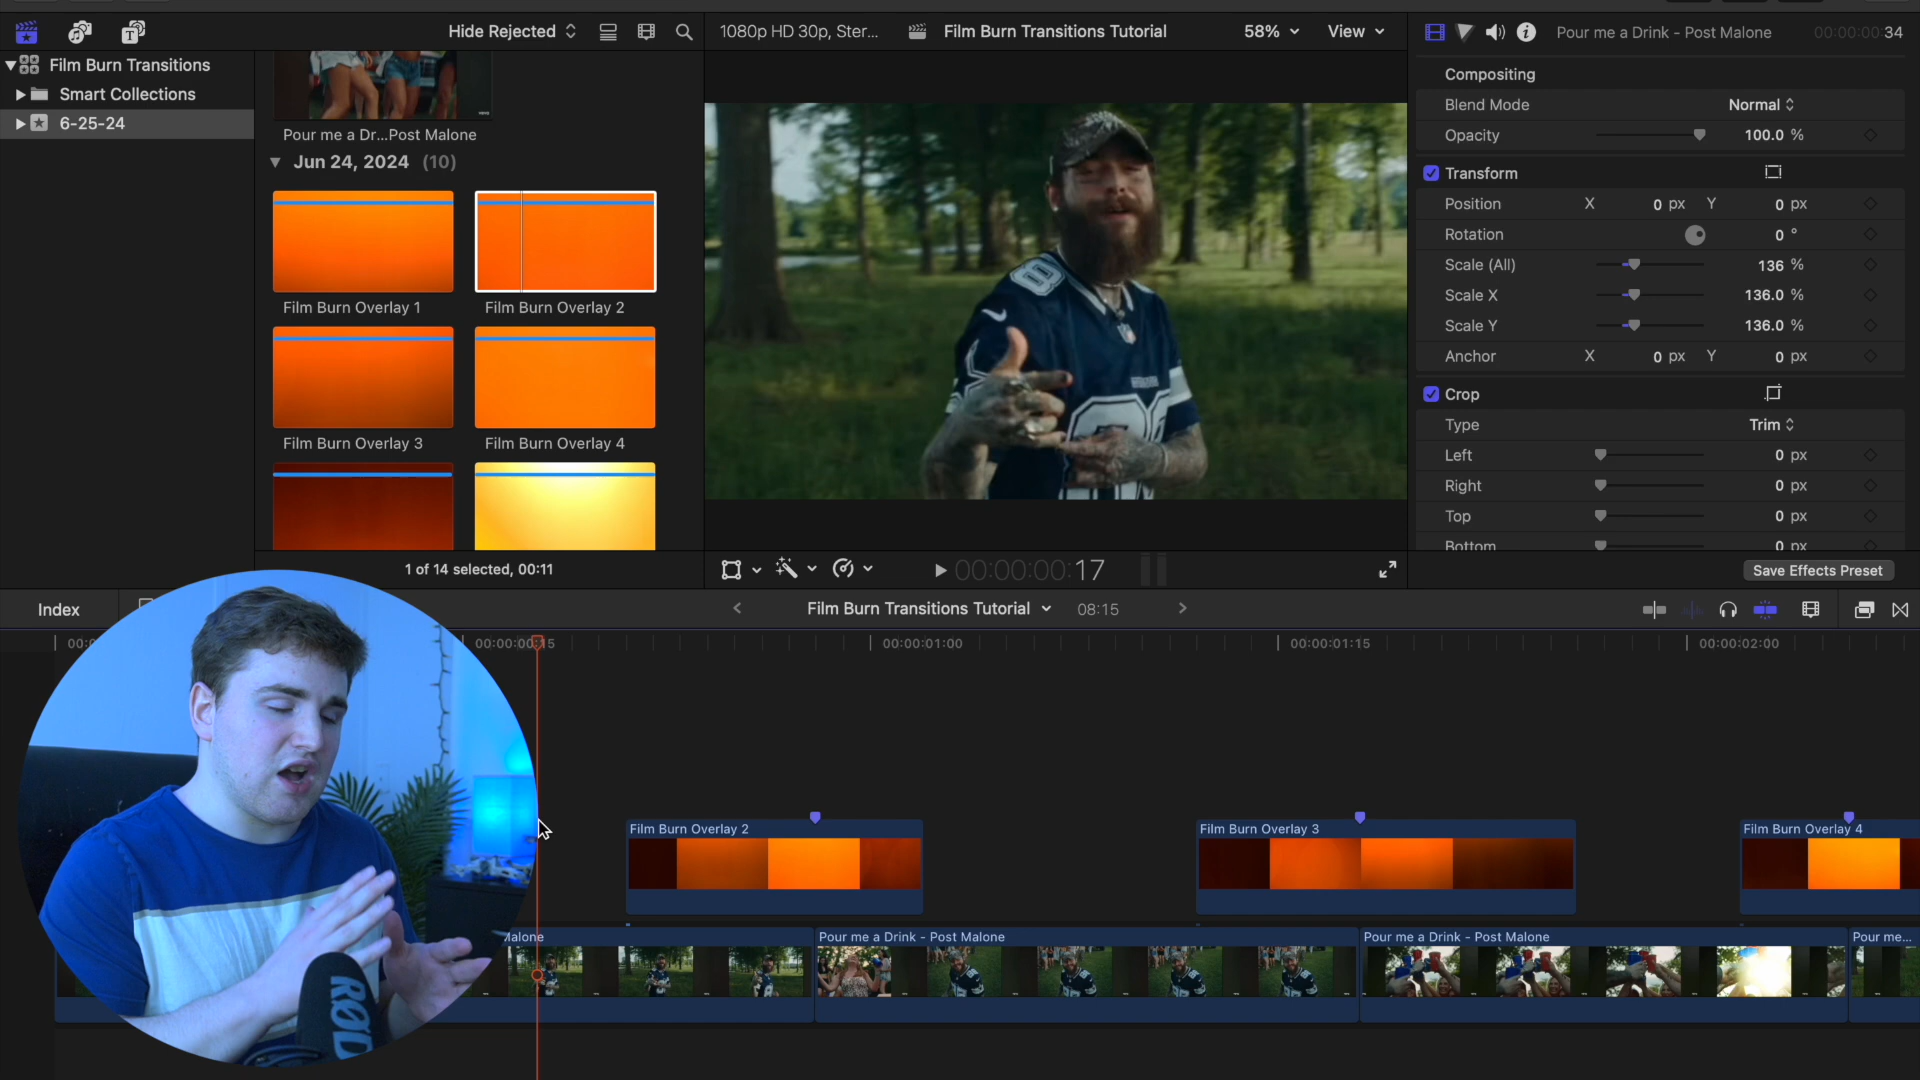 Hide Rejected
1080p HD 30p, Ster...
Film Burn Transitions Tutorial
58%
View
Pour me a Drink - Post Malone
00:00:00:34
Film Burn Transitions
Smart Collections
6-25-24
Pour me a Dr...Post Malone
Jun 24, 2024 (10)
Film Burn Overlay 1
Film Burn Overlay 2
Film Burn Overlay 3
Film Burn Overlay 4
1 of 14 selected, 00:11
00:00:00:17
Compositing
Blend Mode Normal
Opacity 100.0 %
Transform
Position X 0 px Y 0 px
Rotation 0 °
Scale (All) 136 %
Scale X 136.0 %
Scale Y 136.0 %
Anchor X 0 px Y 0 px
Crop
Type Trim
Left 0 px
Right 0 px
Top 0 px
Bottom 0 px
Save Effects Preset
Index
Film Burn Transitions Tutorial
08:15
00:00:00:15
00:00:01:00
00:00:01:15
00:00:02:00
Film Burn Overlay 2
Film Burn Overlay 3
Film Burn Overlay 4
Malone
Pour me a Drink - Post Malone
Pour me a Drink - Post Malone
Pour me...
RØD